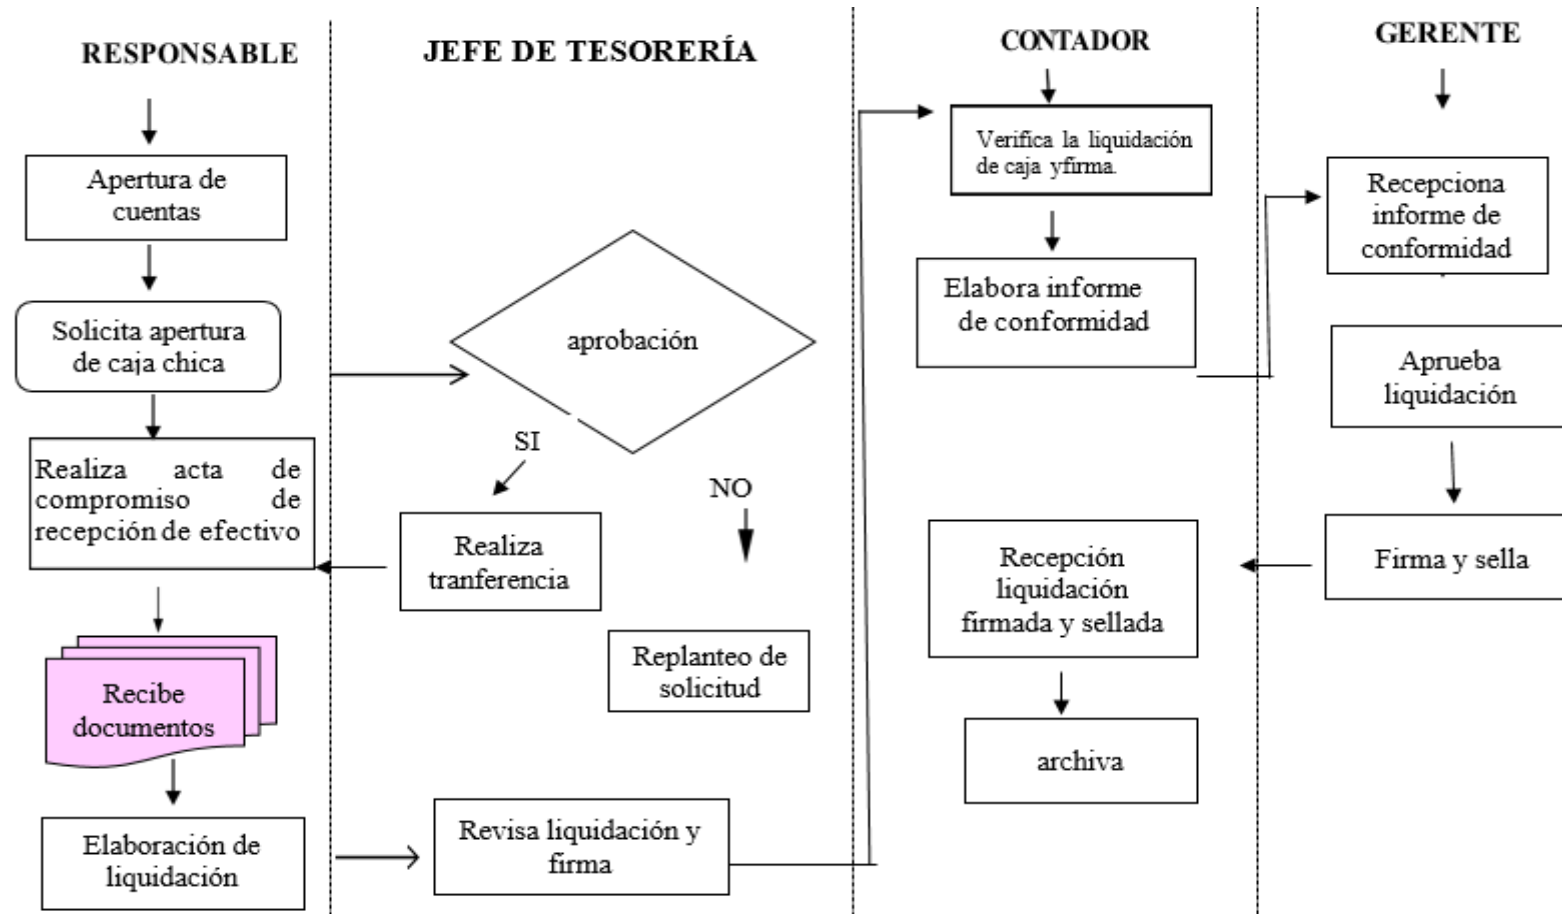 RESPONSABLE
Apertura de
cuentas
Solicita apertura
de caja chica
Realiza acta de
compromiso de
recepción de efectivo
Recibe
documentos
Elaboración de
liquidación
JEFE DE TESORERÍA
aprobación
SI
NO
Realiza
tranferencia
Replanteo de
solicitud
Revisa liquidación y
firma
CONTADOR
Verifica la liquidación
de caja yfirma.
Elabora informe
de conformidad
Recepción
liquidación
firmada y sellada
archiva
GERENTE
Recepciona
informe de
conformidad
Aprueba
liquidación
Firma y sella